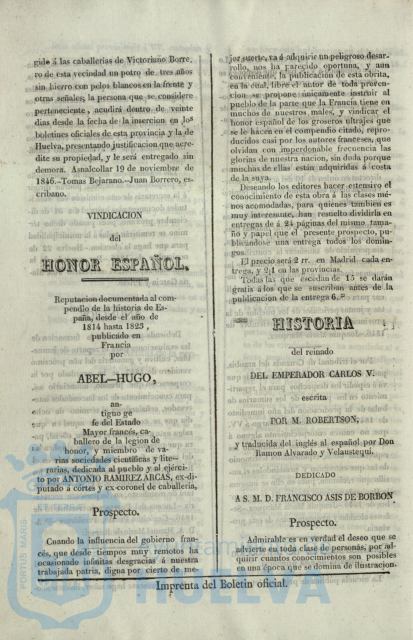 gido á las caballerías de Victoriano Borre,
ro de esta vecindad un potro de tres años
sin hierro con pelos blancos en la frente y
otras señales, la persona que se considere
perteneciente, acudirá dentro de veinte
dias desde la fecha de la insercion en los
boletines oficiales de esta provincia y la de
Huelva, presentando justificacion que acre-
dite su propiedad, y le será entregado sin
demora. Asnalcollar 19 de noviembre de
1846.-Tomas Bejarano.-Juan Borrero, es-
cribano.
VINDICACION
del
HONOR ESPAÑOL.
Reputacion documentada al com-
pendio de la historia de Es-
paña, desde el año de
1814 hasta 1823,
publicado en
Francia
por
ABEL-HUGO,
an-
tiguo ge
fe del Estado
Mayor francés, ca-
ballero de la legion de
honor, y miembro de va-
rias sociedades científicas y lite-
rarias, dedicada al pueblo y al ejérci-
to por ANTONIO RAMIREZ ARCAS, ex-di-
putado á córtes y ex-coronel de caballería,
Prospecto.
Cuando la influencia del gobierno fran-
cés, que desde tiempos muy remotos ha
ocasionado infinitas desgracias á nuestra
trabajada patria, digna por cierto de me-
jor suerte, va á adquirir un peligroso desar-
rollo, nos ha parecido oportuna, y aun
conveniente, la publicacion de esta obrita,
en la cual, libre el autor de toda preven-
cion se propone únicamente instruir al
pueblo de la parte que la Francia tiene en
muchos de nuestros males, y vindicar el
honor español de los groseros ultrajes que
se le hacen en el compendio citado, repro-
ducidos casi por los autores franceses, que
olvidan con imperdonable frecuencia las
glorias de nuestra nacion, sin duda porque
muchas de ellas están adquiridas á costa
de la suya.
Deseando los editores hacer estensivo el
conocimiento de esta obra á las clases mé-
nos acomodadas, para quienes tambien es
muy interesante, han resuelto dividirla en
entregas de á 24 páginas del mismo tama-
ño y papel que el presente prospecto, pu-
blicándose una entrega todos los domin-
gos.
El precio será 2 rr. en Madrid cada en-
trega, y 2½ en las provincias.
Todas las que escedan de 15 se darán
gratis á los que se suscriban antes de la
publicacion de la entrega 6.ª
HISTORIA
del reinado
DEL EMPERADOR CARLOS V.
escrita
POR M. ROBERTSON,
y traducida del inglés al español por Don
Ramon Alvarado y Velaustequi.
DEDICADO
A S. M. D. FRANCISCO ASIS DE BORBON.
Prospecto.
Admirable es en verdad el deseo que se
advierte en toda clase de personas, por ad-
quirir cuantos conocimientos son posibles
en una época que se domina de ilustracion.
Imprenta del Boletin oficial.
PORTUS MARIS
HUELVA